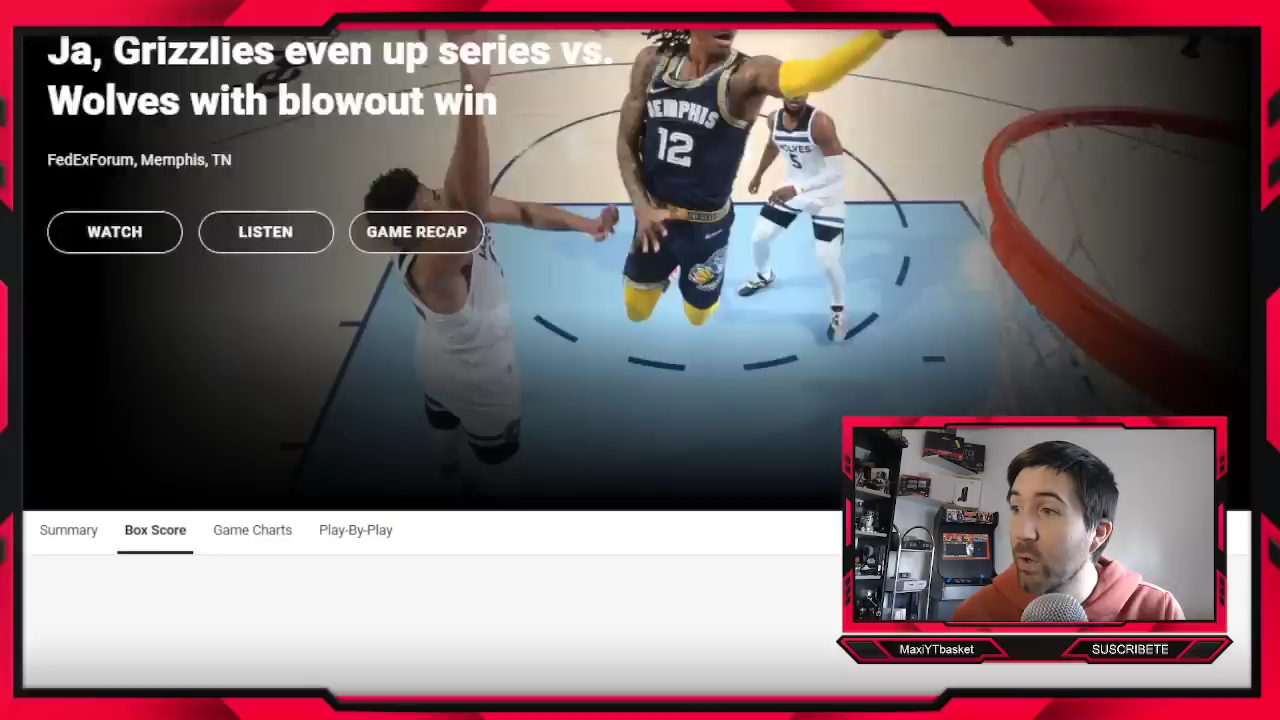 Ja, Grizzlies even up series vs.
Wolves with blowout win
FedExForum, Memphis, TN
WATCH
LISTEN
GAME RECAP
MEMPHIS
12
WOLVES
5
Summary
Box Score
Game Charts
Play-By-Play
MaxiYTbasket
SUSCRIBETE